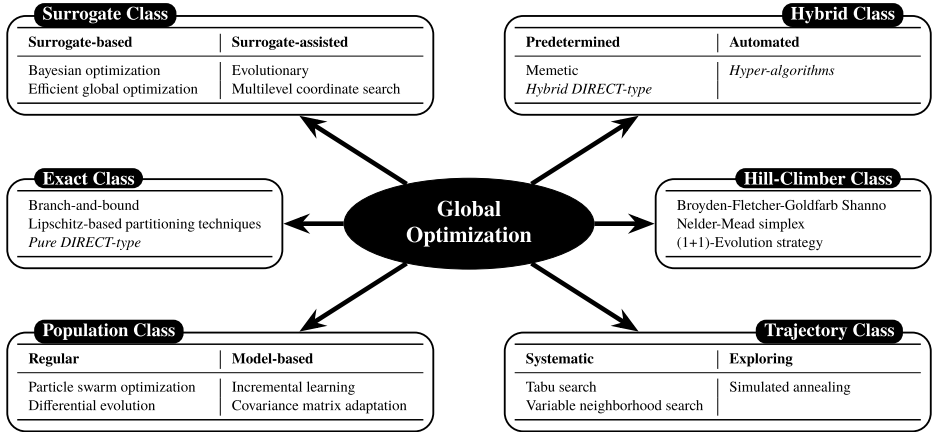 Surrogate Class
Surrogate-based | Surrogate-assisted
Bayesian optimization | Evolutionary
Efficient global optimization | Multilevel coordinate search
Hybrid Class
Predetermined | Automated
Memetic | Hyper-algorithms
Hybrid DIRECT-type
Exact Class
Branch-and-bound
Lipschitz-based partitioning techniques
Pure DIRECT-type
Global
Optimization
Hill-Climber Class
Broyden-Fletcher-Goldfarb Shanno
Nelder-Mead simplex
(1+1)-Evolution strategy
Population Class
Regular | Model-based
Particle swarm optimization | Incremental learning
Differential evolution | Covariance matrix adaptation
Trajectory Class
Systematic | Exploring
Tabu search | Simulated annealing
Variable neighborhood search